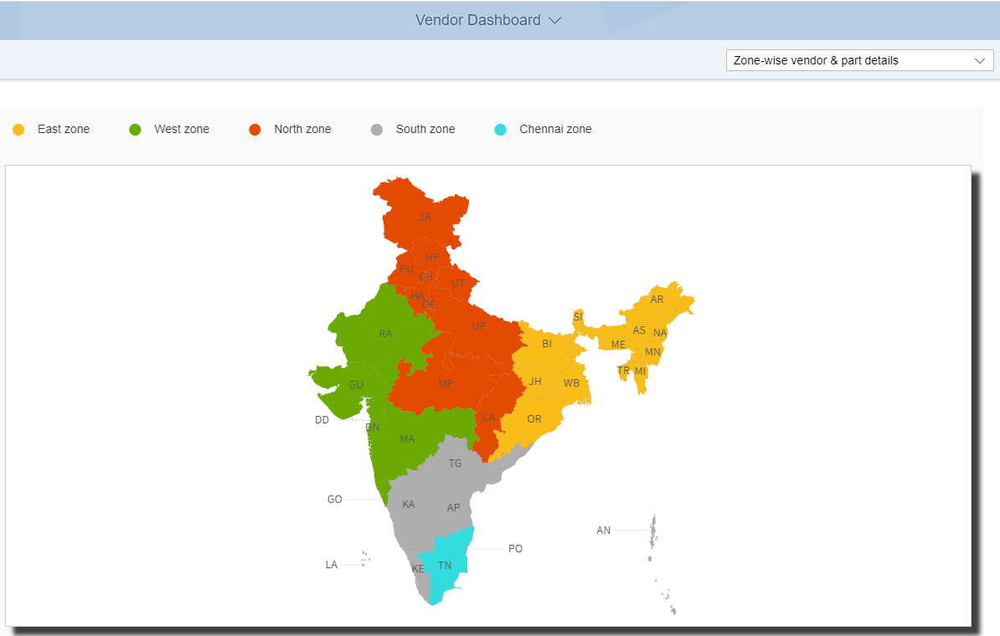 Vendor Dashboard
Zone-wise vendor & part details
East zone West zone North zone South zone Chennai zone
JK
HP
PU
CH
UT
HA
DE
AR
SI
UP
RA
AS
NA
BI
ME
MN
TR
MI
GU
MP
JH
WB
DD
CA
OR
DN
MA
TG
GO
KA
AP
AN
PO
LA
KE
TN